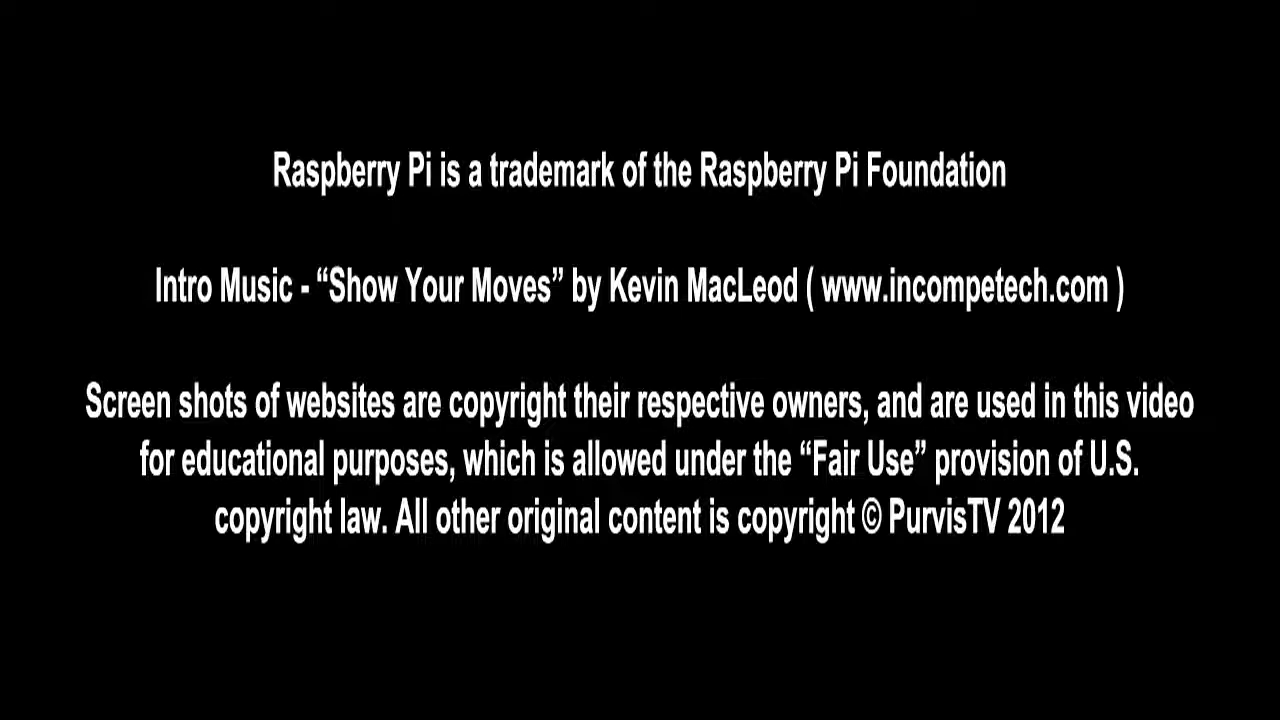 Raspberry Pi is a trademark of the Raspberry Pi Foundation
Intro Music - “Show Your Moves” by Kevin MacLeod ( www.incompetech.com )
Screen shots of websites are copyright their respective owners, and are used in this video
for educational purposes, which is allowed under the “Fair Use” provision of U.S.
copyright law. All other original content is copyright © PurvisTV 2012